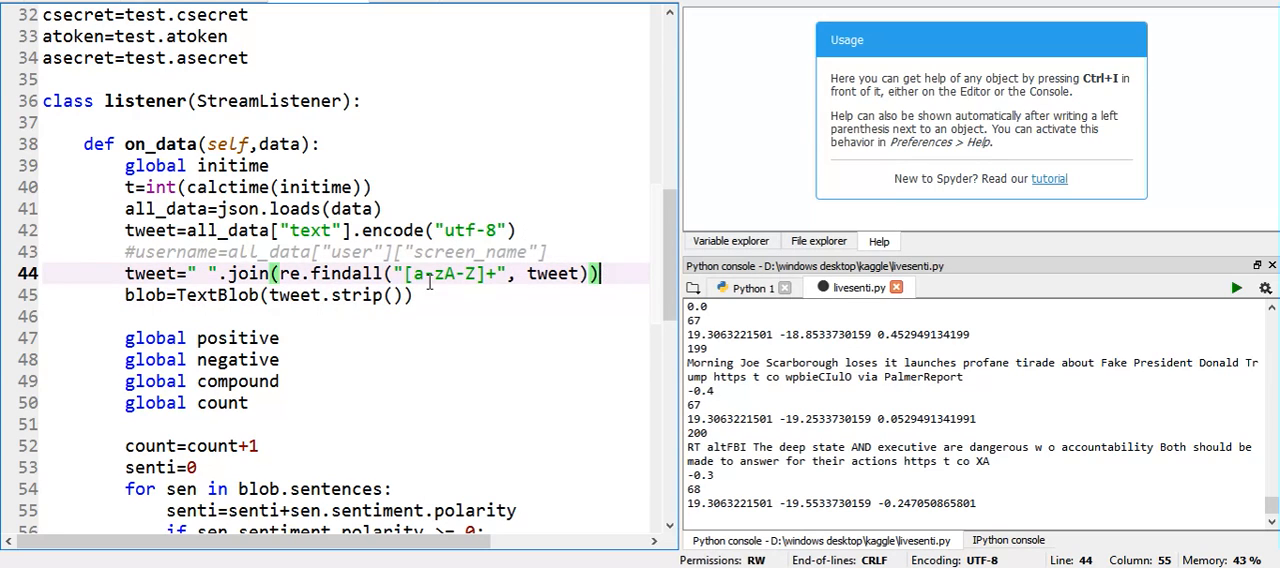 32 csecret=test.csecret
33 atoken=test.atoken
34 asecret=test.asecret
35
36 class listener(StreamListener):
37
38 def on_data(self,data):
39 global initime
40 t=int(calctime(initime))
41 all_data=json.loads(data)
42 tweet=all_data["text"].encode("utf-8")
43 #username=all_data["user"]["screen_name"]
44 tweet=" ".join(re.findall("[a-zA-Z]+", tweet))
45 blob=TextBlob(tweet.strip())
46
47 global positive
48 global negative
49 global compound
50 global count
51
52 count=count+1
53 senti=0
54 for sen in blob.sentences:
55 senti=senti+sen.sentiment.polarity
56 if sen.sentiment.polarity >= 0:
Usage
Here you can get help of any object by pressing Ctrl+I in
front of it, either on the Editor or the Console.
Help can also be shown automatically after writing a left
parenthesis next to an object. You can activate this
behavior in Preferences > Help.
New to Spyder? Read our tutorial
Variable explorer File explorer Help
Python console — D:\windows desktop\kaggle\livesenti.py
Python 1 livesenti.py
0.0
67
19.3063221501 -18.8533730159 0.452949134199
199
Morning Joe Scarborough loses it launches profane tirade about Fake President Donald Tr
ump https t co wpbieCIulO via PalmerReport
-0.4
67
19.3063221501 -19.2533730159 0.0529491341991
200
RT altFBI The deep state AND executive are dangerous w o accountability Both should be
made to answer for their actions https t co XA
-0.3
68
19.3063221501 -19.5533730159 -0.247050865801
Python console — D:\windows desktop\kaggle\livesenti.py IPython console
Permissions: RW End-of-lines: CRLF Encoding: UTF-8 Line: 44 Column: 55 Memory: 43 %